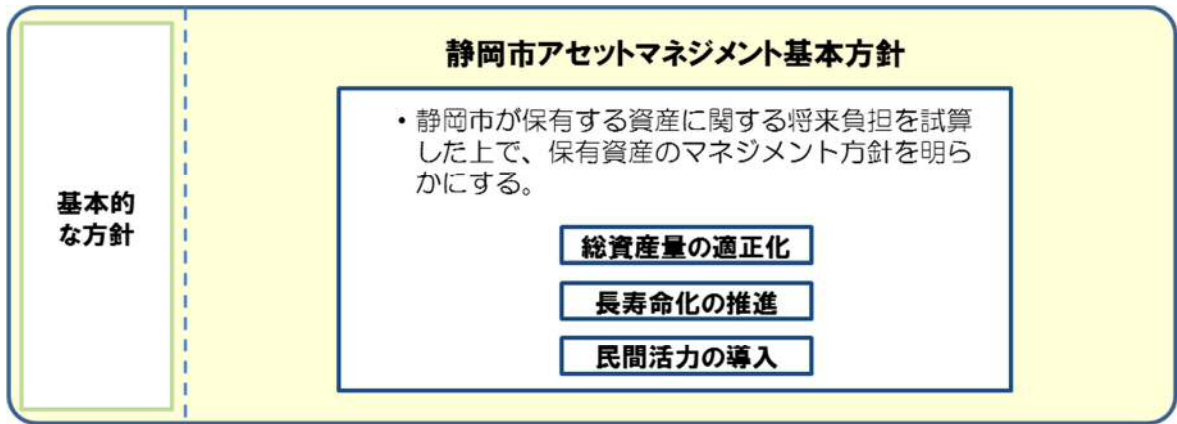 基本的
な方針
静岡市アセットマネジメント基本方針
・静岡市が保有する資産に関する将来負担を試算
した上で、保有資産のマネジメント方針を明ら
かにする。
総資産量の適正化
長寿命化の推進
民間活力の導入